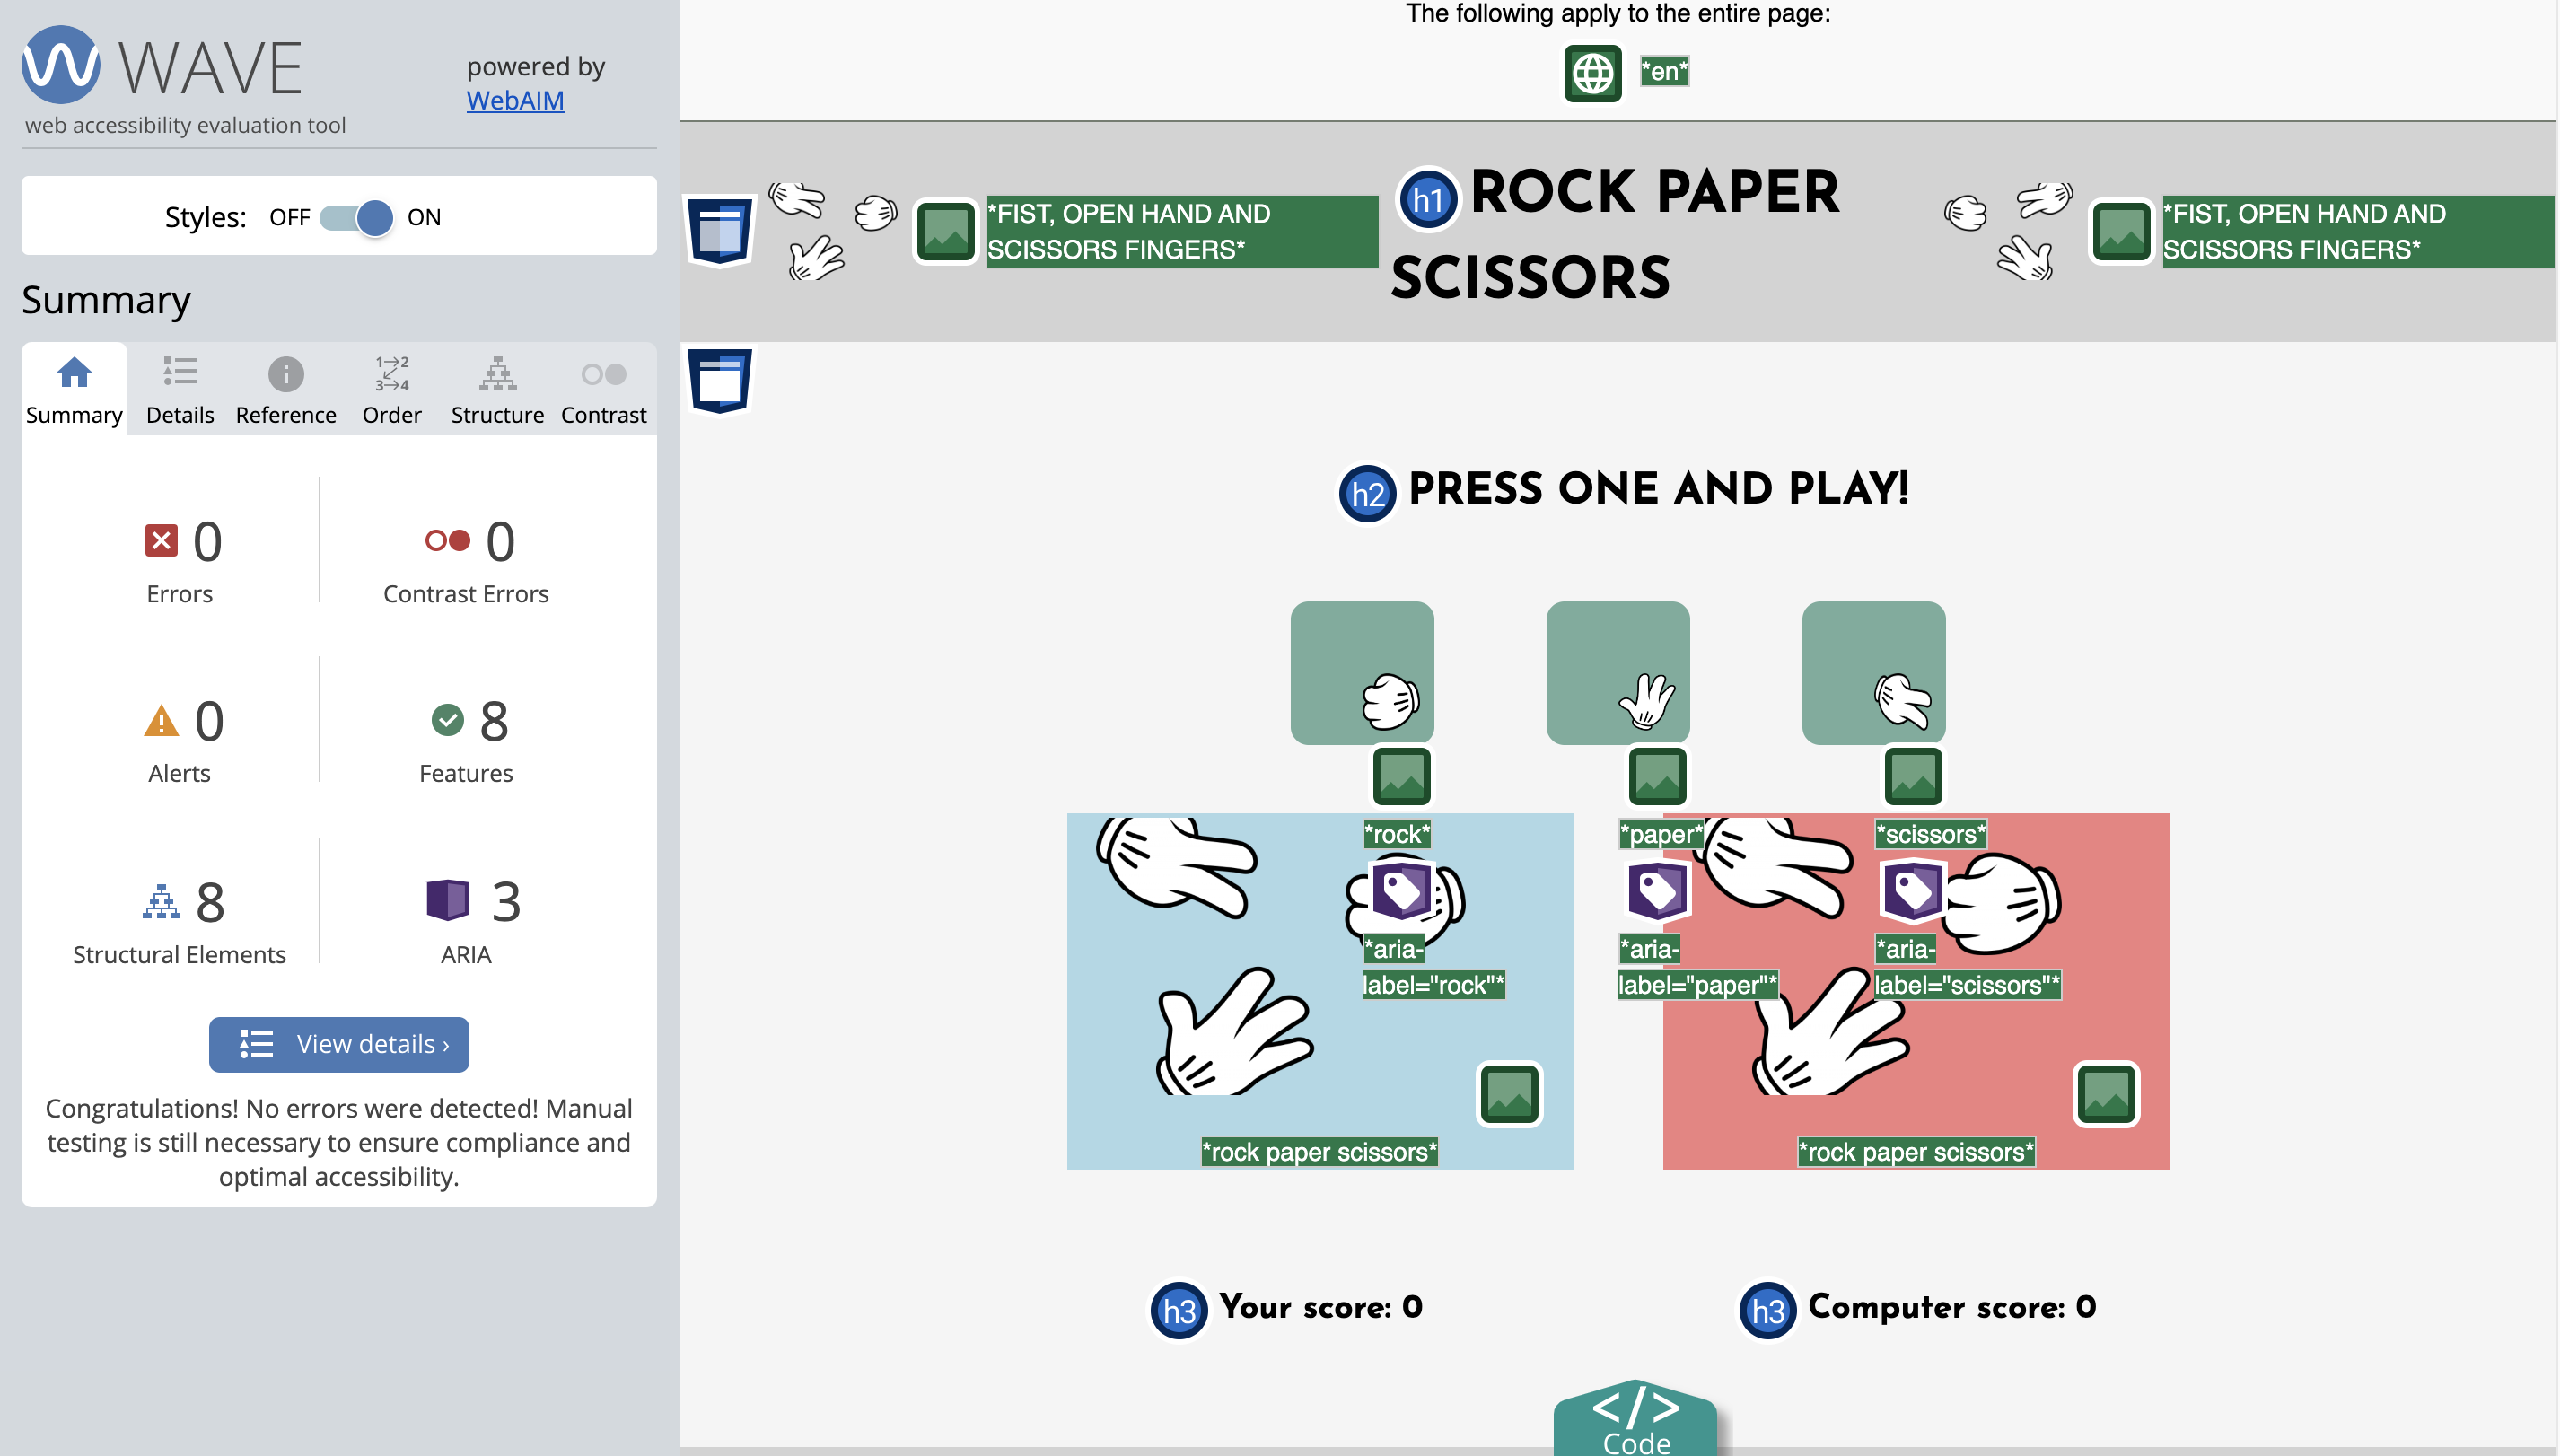 WAVE
powered by
WebAIM
web accessibility evaluation tool
Styles: OFF ON
Summary
Summary
Details
Reference
1→2
3→4
Order
Structure
Contrast
0
Errors
0
Contrast Errors
0
Alerts
8
Features
8
Structural Elements
3
ARIA
View details ›
Congratulations! No errors were detected! Manual
testing is still necessary to ensure compliance and
optimal accessibility.
The following apply to the entire page:
*en*
*FIST, OPEN HAND AND
SCISSORS FINGERS*
h1 ROCK PAPER
SCISSORS
*FIST, OPEN HAND AND
SCISSORS FINGERS*
h2 PRESS ONE AND PLAY!
*rock*
*paper*
*scissors*
*aria-
label="rock"*
*aria-
label="paper"*
*aria-
label="scissors"*
*rock paper scissors*
*rock paper scissors*
h3 Your score: 0
h3 Computer score: 0
</>
Code